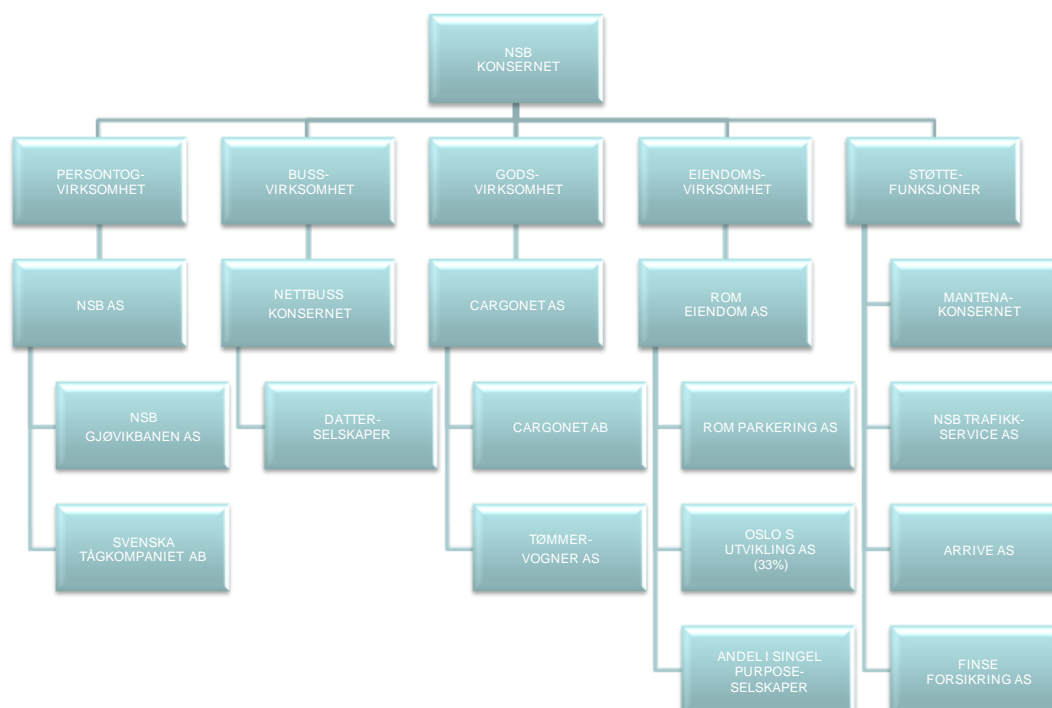 NSB
KONSERNET
PERSONTOG-
VIRKSOMHET
BUSS-
VIRKSOMHET
GODS-
VIRKSOMHET
EIENDOMS-
VIRKSOMHET
STØTTE-
FUNKSJONER
NSB AS
NETTBUSS
KONSERNET
CARGONET AS
ROM
EIENDOM AS
MANTENA-
KONSERNET
NSB
GJØVIKBANEN AS
DATTER-
SELSKAPER
CARGONET AB
ROM PARKERING AS
NSB TRAFIKK-
SERVICE AS
SVENSKA
TÅGKOMPANIET AB
TØMMER-
VOGNER AS
OSLO S
UTVIKLING AS
(33%)
ARRIVE AS
ANDEL I SINGEL
PURPOSE-
SELSKAPER
FINSE
FORSIKRING AS